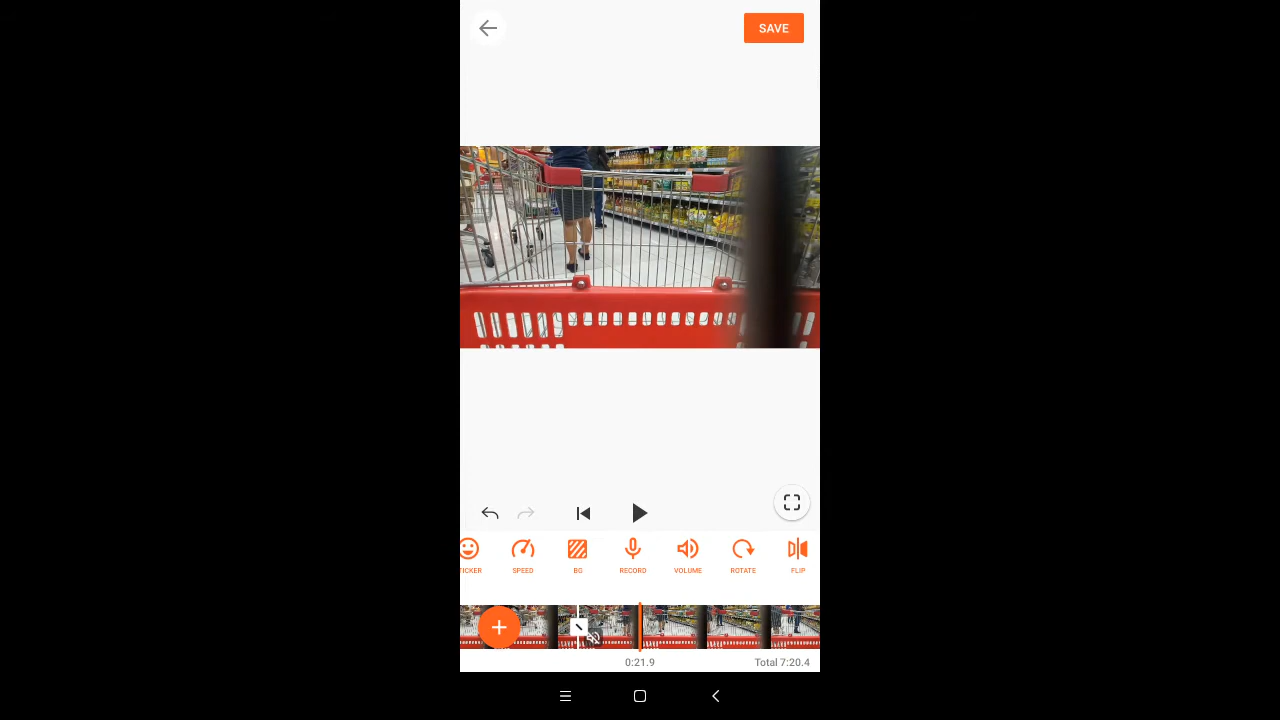 SAVE
TICKER
SPEED
BG
RECORD
VOLUME
ROTATE
FLIP
0:21.9
Total 7:20.4